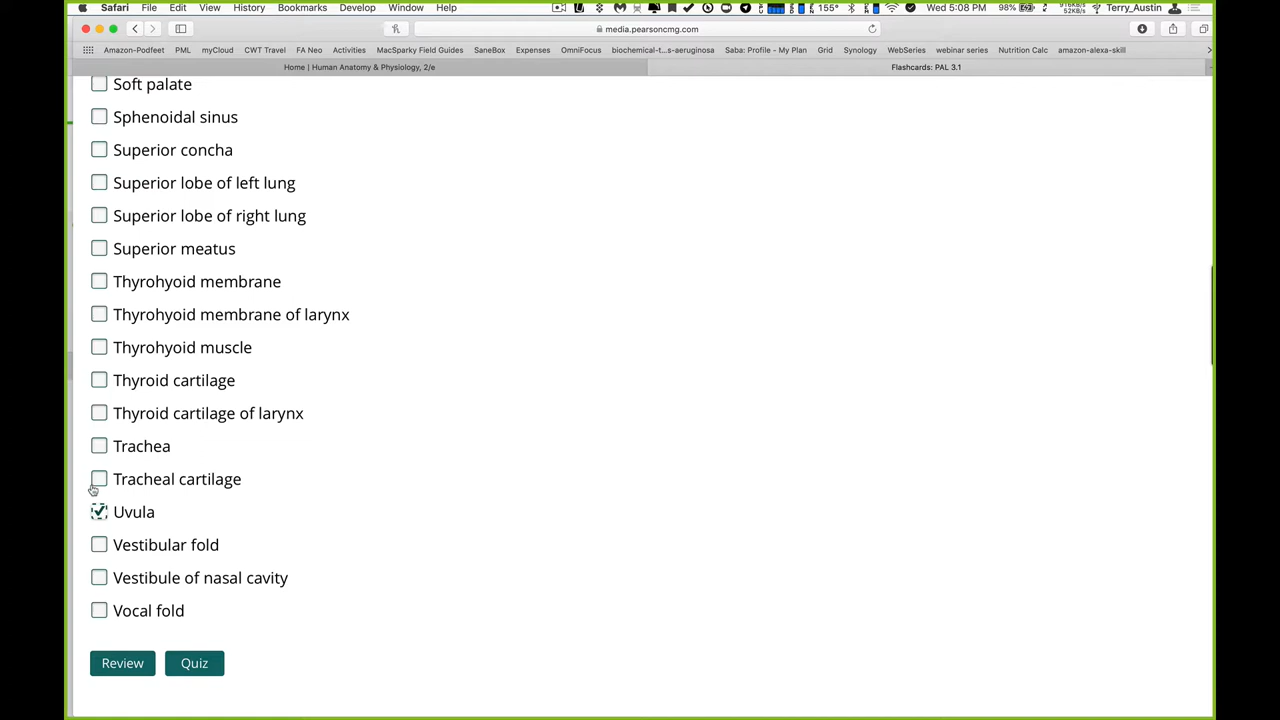 Safari File Edit View History Bookmarks Develop Window Help 155° Wed 5:08 PM 98% Terry_Austin
media.pearsoncmg.com
Amazon-Podfeet PML myCloud CWT Travel FA Neo Activities MacSparky Field Guides SaneBox Expenses OmniFocus biochemical-t...s-aeruginosa Saba: Profile - My Plan Grid Synology WebSeries webinar series Nutrition Calc amazon-alexa-skill
Home | Human Anatomy & Physiology, 2/e Flashcards: PAL 3.1
Soft palate
Sphenoidal sinus
Superior concha
Superior lobe of left lung
Superior lobe of right lung
Superior meatus
Thyrohyoid membrane
Thyrohyoid membrane of larynx
Thyrohyoid muscle
Thyroid cartilage
Thyroid cartilage of larynx
Trachea
Tracheal cartilage
Uvula
Vestibular fold
Vestibule of nasal cavity
Vocal fold
Review Quiz